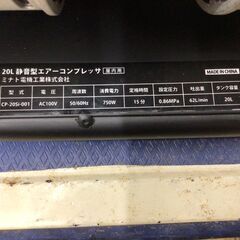 20L 静音型エアーコンプレッサ 屋内用
ミナト電機工業株式会社 MADE IN CHINA
型式 電圧 周波数 消費電力 定格時間 最高圧力 吐出量 タンク容量
CP-20Si-001 AC100V 50/60Hz 750W 15分 0.86MPa 62L/min 20L